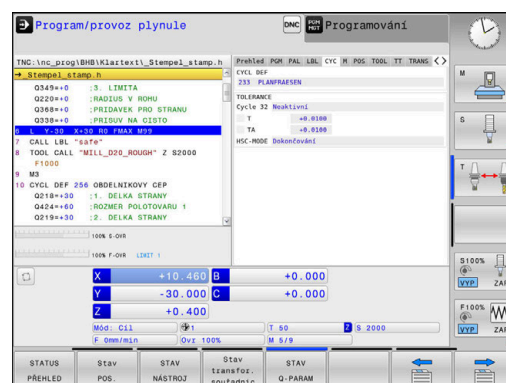 Program/provoz plynule
DNC
PGM MGT
Programování
TNC:\nc_prog\BHB\Klartext\_Stempel_stamp.h
→_Stempel_stamp.h
Q349=+0 ;3. LIMITA
Q220=+0 ;RADIUS V ROHU
Q368=+0 ;PRIDAVEK PRO STRANU
Q338=+0 ;PRISUV NA CISTO
6 L Y-30 X+30 R0 FMAX M99
7 CALL LBL "safe"
8 TOOL CALL "MILL_D20_ROUGH" Z S2000
F1000
9 M3
10 CYCL DEF 256 OBDELNIKOVY CEP
Q218=+30 ;1. DELKA STRANY
Q424=+60 ;ROZMER POLOTOVARU 1
Q219=+30 ;2. DELKA STRANY
Prehled PGM PAL LBL CYC M POS TOOL TT TRANS
CYCL DEF
233 PLANFRAESEN
TOLERANCE
Cycle 32 Neaktivní
T +0.0100
TA +0.0100
HSC-MODE Dokončování
100% S-OVR
100% F-OVR LIMIT 1
X +10.460 B +0.000
Y -30.000 C +0.000
Z +0.400
Mód: Cíl 1 T 50 Z S 2000
F 0mm/min Ovr 100% M 5/9
M
S
T
S100%
VYP ZAP
F100%
VYP ZAP
STATUS PŘEHLED
Stav POS.
STAV NÁSTROJ
Stav transfor. souřadnic
STAV Q-PARAM